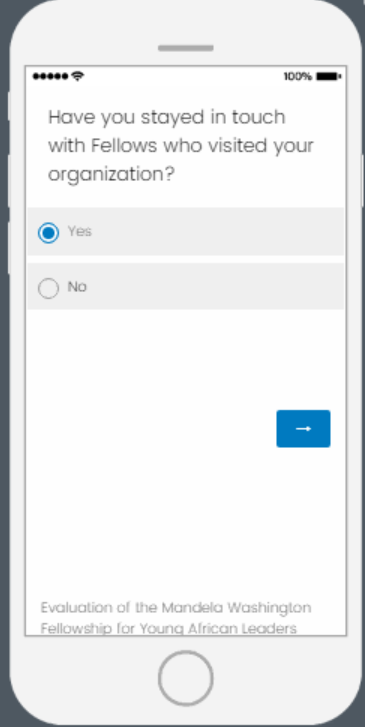 100%
Have you stayed in touch
with Fellows who visited your
organization?
Yes
No
→
Evaluation of the Mandela Washington
Fellowship for Young African Leaders